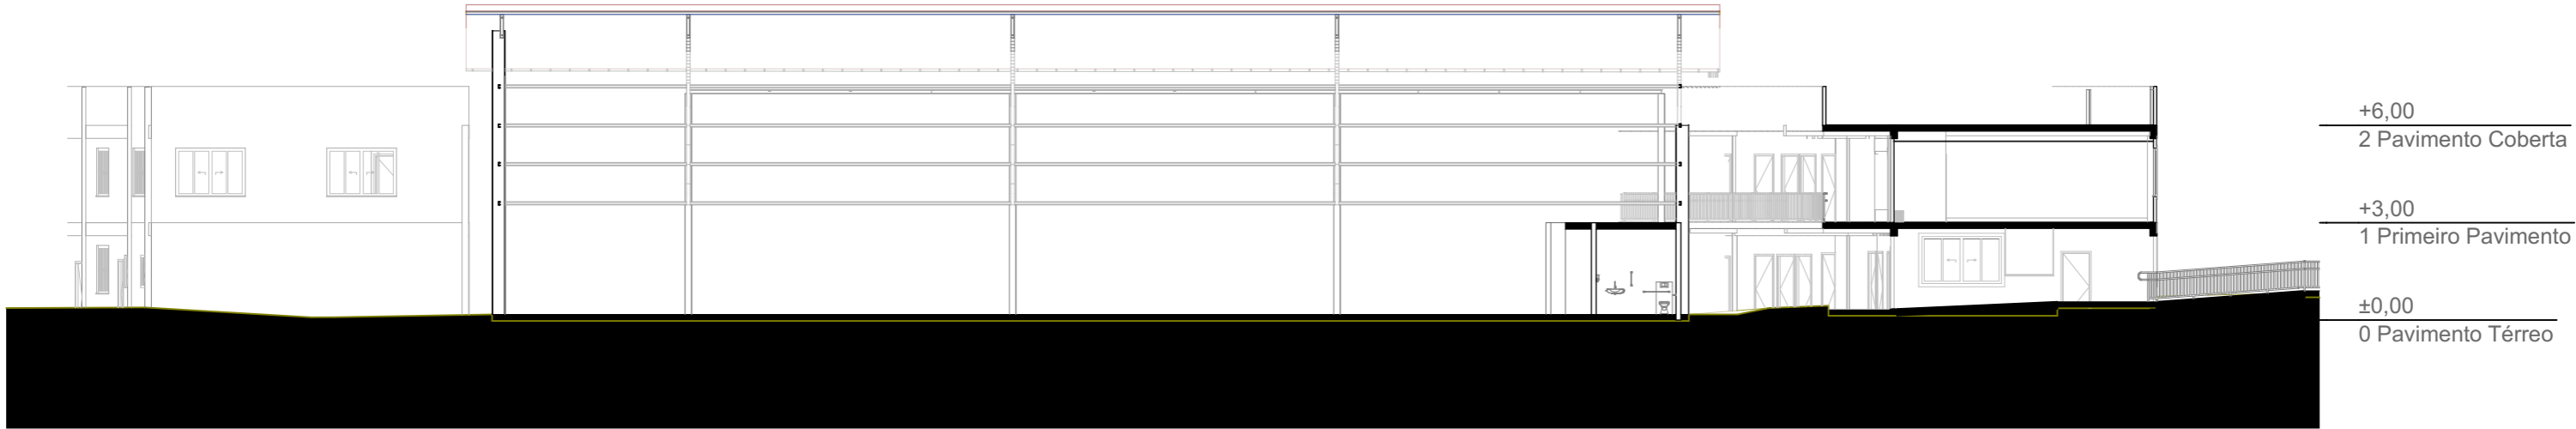 +6,00
2 Pavimento Coberta
+3,00
1 Primeiro Pavimento
±0,00
0 Pavimento Térreo